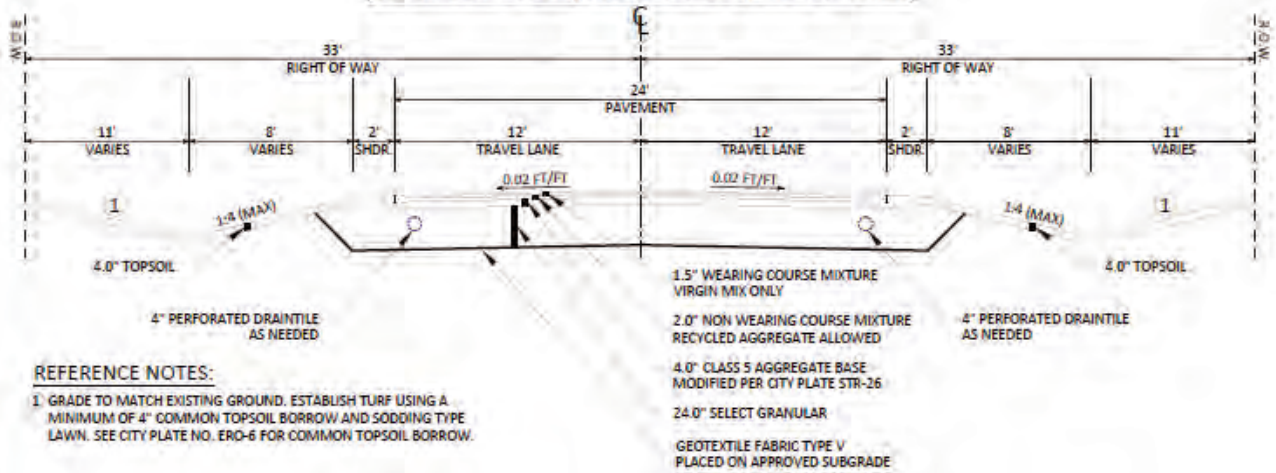 ℄
R.O.W.
R.O.W.
33'
RIGHT OF WAY
33'
RIGHT OF WAY
24'
PAVEMENT
11'
VARIES
8'
VARIES
2'
SHDR.
12'
TRAVEL LANE
12'
TRAVEL LANE
2'
SHDR.
8'
VARIES
11'
VARIES
0.02 FT/FT
0.02 FT/FT
1
1
1
1
1:4 (MAX)
1:4 (MAX)
4.0" TOPSOIL
4.0" TOPSOIL
4" PERFORATED DRAINTILE
AS NEEDED
1.5" WEARING COURSE MIXTURE
VIRGIN MIX ONLY
2.0" NON WEARING COURSE MIXTURE
RECYCLED AGGREGATE ALLOWED
4.0" CLASS 5 AGGREGATE BASE
MODIFIED PER CITY PLATE STR-26
24.0" SELECT GRANULAR
GEOTEXTILE FABRIC TYPE V
PLACED ON APPROVED SUBGRADE
4" PERFORATED DRAINTILE
AS NEEDED
REFERENCE NOTES:
1 GRADE TO MATCH EXISTING GROUND. ESTABLISH TURF USING A
MINIMUM OF 4" COMMON TOPSOIL BORROW AND SODDING TYPE
LAWN. SEE CITY PLATE NO. ERO-6 FOR COMMON TOPSOIL BORROW.